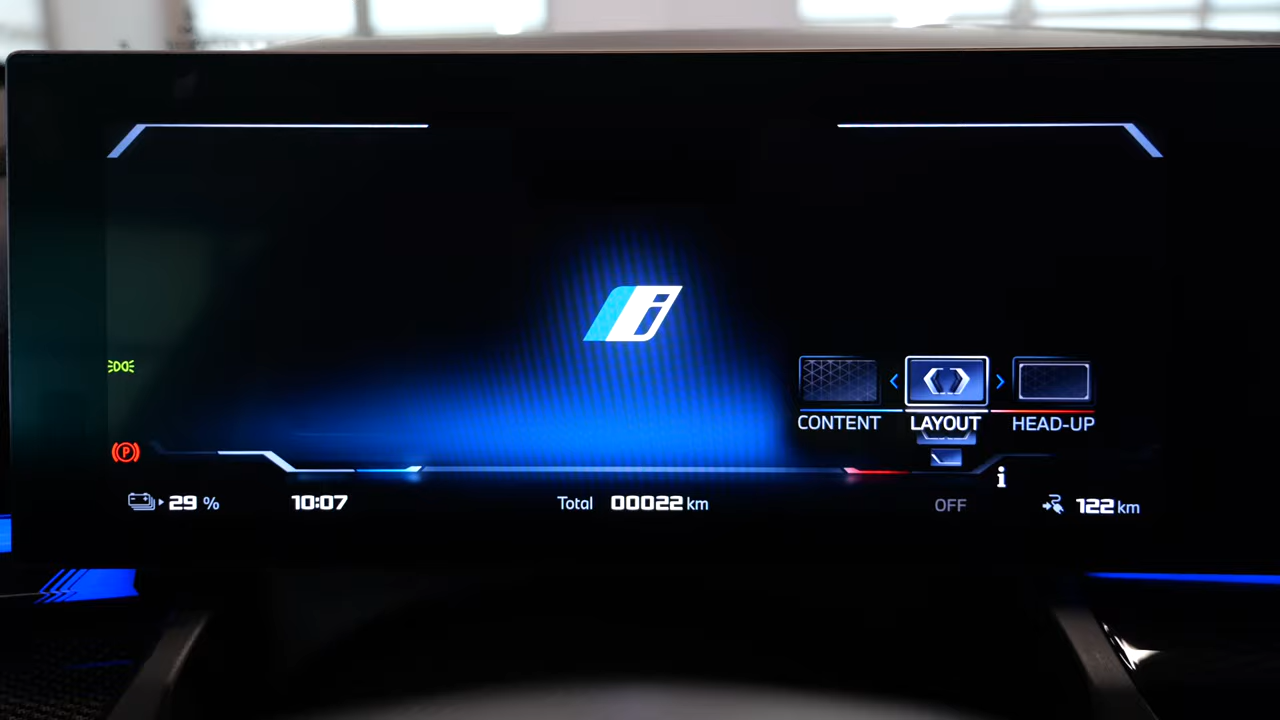 i
CONTENT LAYOUT HEAD-UP
P
i
29 % 10:07 Total 00022 km OFF 122 km